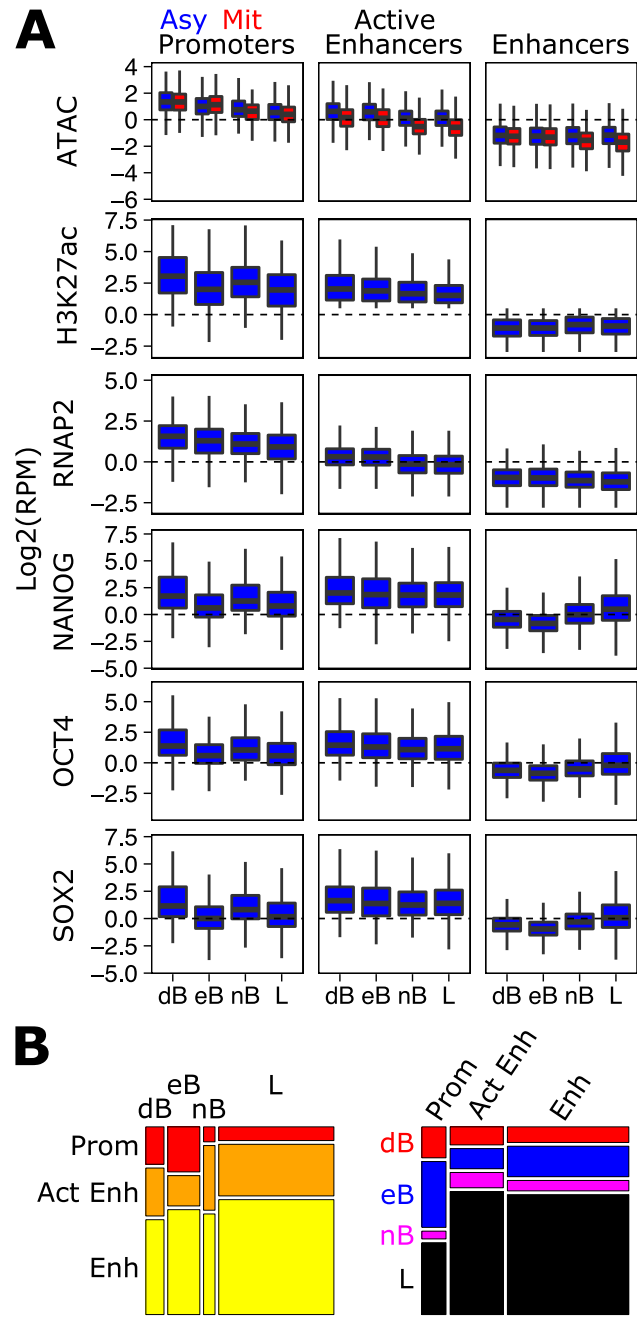 A
Asy Mit
Promoters
Active
Enhancers
Enhancers
Log2(RPM)
ATAC
4
2
0
−2
−4
−6
H3K27ac
7.5
5.0
2.5
0.0
−2.5
RNAP2
5.0
2.5
0.0
−2.5
NANOG
7.5
5.0
2.5
0.0
−2.5
−5.0
OCT4
5.0
2.5
0.0
−2.5
SOX2
7.5
5.0
2.5
0.0
−2.5
−5.0
dB eB nB L
dB eB nB L
dB eB nB L
B
dB eB nB L
Prom
Act Enh
Enh
Prom Act Enh Enh
dB
eB
nB
L